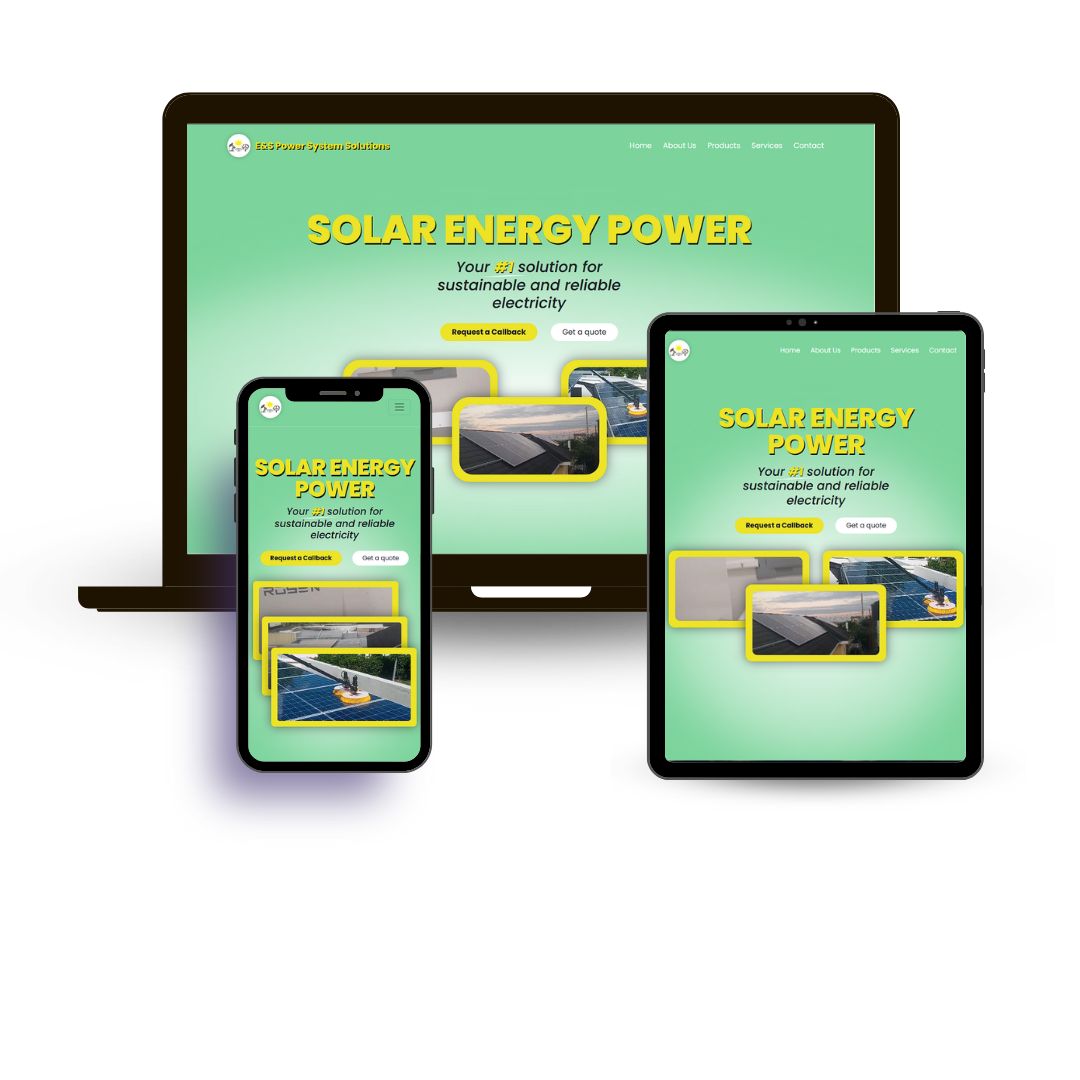 E&S Power System Solutions
Home About Us Products Services Contact
SOLAR ENERGY POWER
Your #1 solution for
sustainable and reliable
electricity
Request a Callback Get a quote
SOLAR ENERGY
POWER
Your #1 solution for
sustainable and reliable
electricity
Request a Callback Get a quote
Home About Us Products Services Contact
SOLAR ENERGY
POWER
Your #1 solution for
sustainable and reliable
electricity
Request a Callback Get a quote